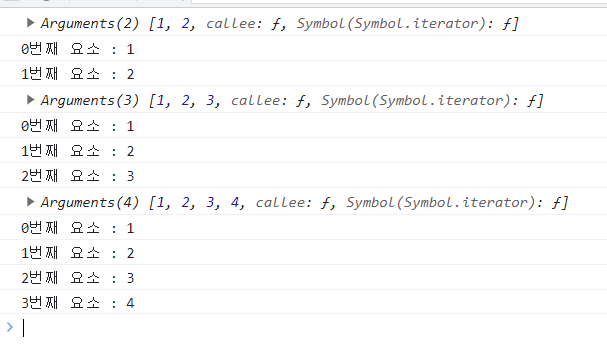 ▶ Arguments(2) [1, 2, callee: ƒ, Symbol(Symbol.iterator): ƒ]
0번째 요소 : 1
1번째 요소 : 2
▶ Arguments(3) [1, 2, 3, callee: ƒ, Symbol(Symbol.iterator): ƒ]
0번째 요소 : 1
1번째 요소 : 2
2번째 요소 : 3
▶ Arguments(4) [1, 2, 3, 4, callee: ƒ, Symbol(Symbol.iterator): ƒ]
0번째 요소 : 1
1번째 요소 : 2
2번째 요소 : 3
3번째 요소 : 4
>